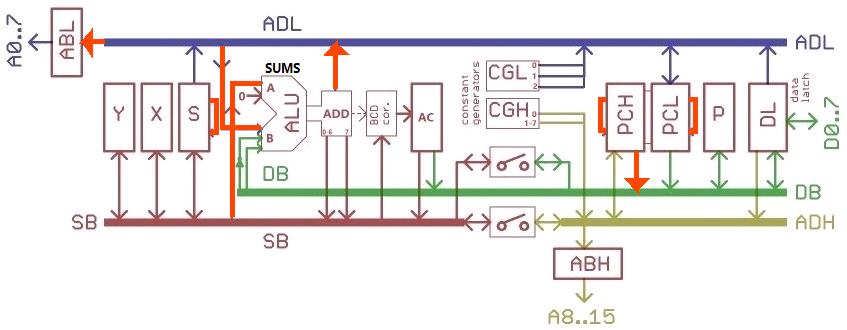 A0..7
ABL
ADL
ADL
SUMS
Y
X
S
0
A
B
ALU
ADD
0-6
7
BCD
cor.
AC
constant
generators
CGL
0
1
2
CGH
0
1-7
PCH
PCL
P
DL
data
latch
D0..7
DB
DB
SB
SB
ADH
ABH
A8..15